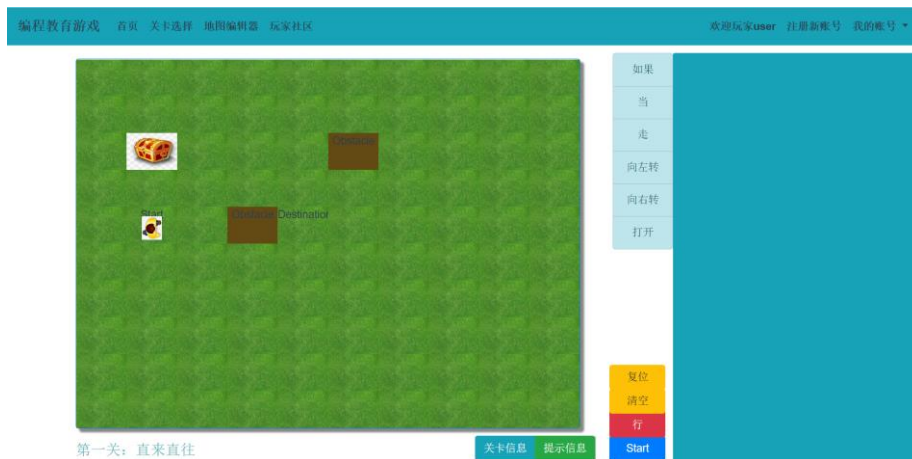 编程教育游戏 首页 关卡选择 地图编辑器 玩家社区 欢迎玩家user 注册新账号 我的账号
如果
当
走
向左转
向右转
打开
Obstacle
Start Obstacle Destination
复位
清空
行
Start
第一关：直来直往 关卡信息 提示信息